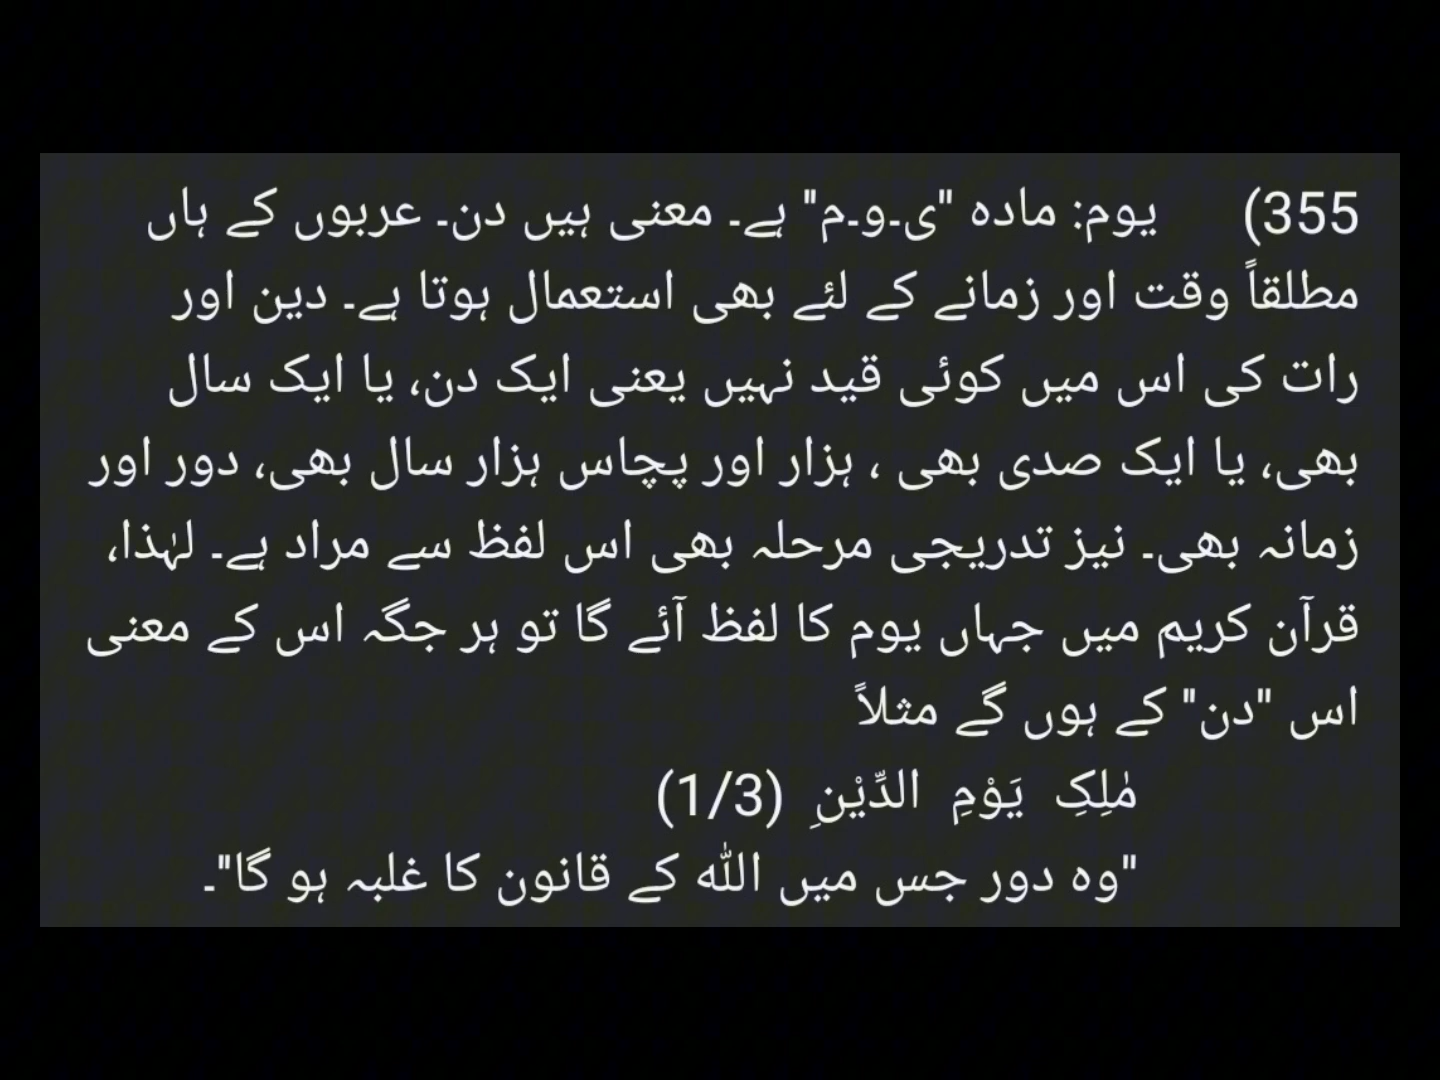 355) یوم: مادہ "ی۔و۔م" ہے۔ معنی ہیں دن۔ عربوں کے ہاں
مطلقاً وقت اور زمانے کے لئے بھی استعمال ہوتا ہے۔ دین اور
رات کی اس میں کوئی قید نہیں یعنی ایک دن، یا ایک سال
بھی، یا ایک صدی بھی ، ہزار اور پچاس ہزار سال بھی، دور اور
زمانہ بھی۔ نیز تدریجی مرحلہ بھی اس لفظ سے مراد ہے۔ لہٰذا،
قرآن کریم میں جہاں یوم کا لفظ آئے گا تو ہر جگہ اس کے معنی
اس "دن" کے ہوں گے مثلاً
مٰلِکِ یَوْمِ الدِّیْنِ (1/3)
"وہ دور جس میں اللّٰہ کے قانون کا غلبہ ہو گا"۔